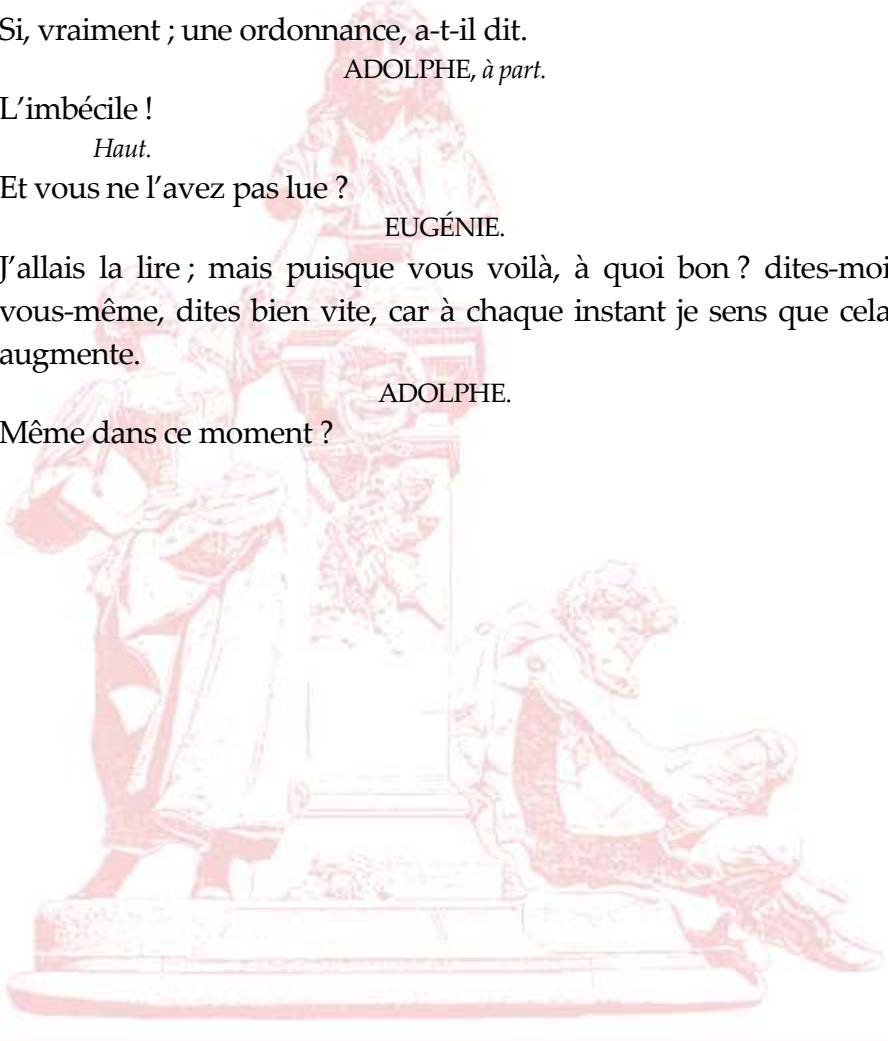 Si, vraiment ; une ordonnance, a-t-il dit.
ADOLPHE, à part.
L’imbécile !
Haut.
Et vous ne l’avez pas lue ?
EUGÉNIE.
J’allais la lire ; mais puisque vous voilà, à quoi bon ? dites-moi
vous-même, dites bien vite, car à chaque instant je sens que cela
augmente.
ADOLPHE.
Même dans ce moment ?